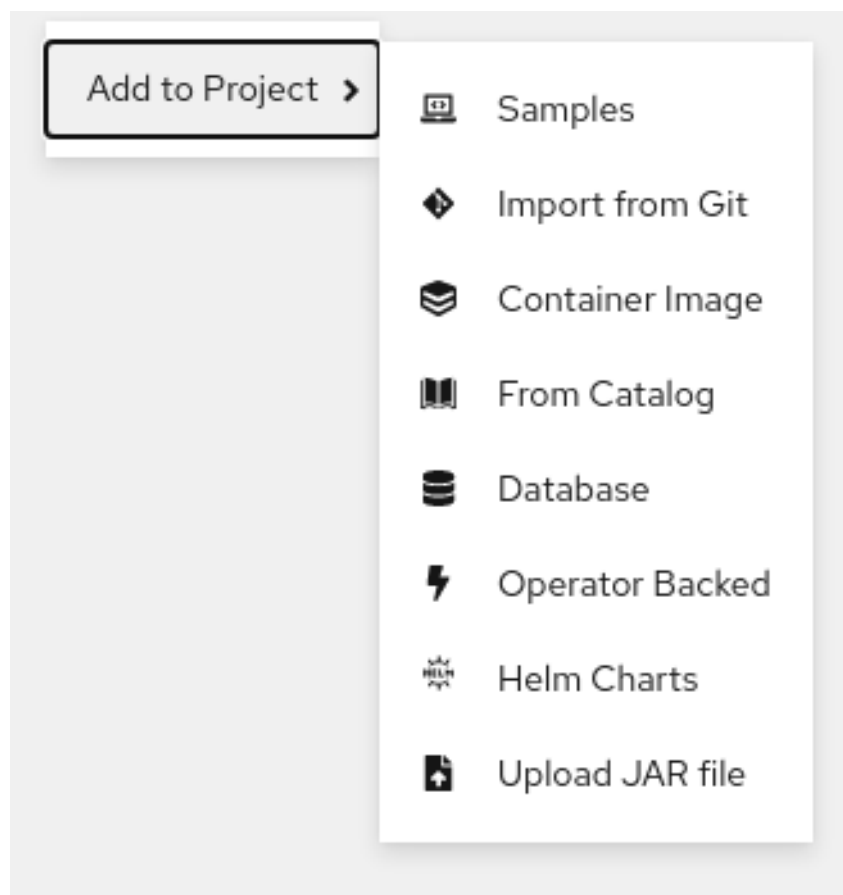 Add to Project
Samples
Import from Git
Container Image
From Catalog
Database
Operator Backed
HELM
Helm Charts
Upload JAR file